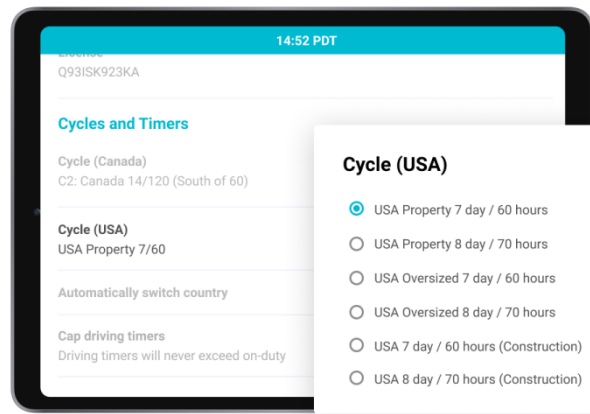 14:52 PDT
License
Q93ISK923KA
Cycles and Timers
Cycle (Canada)
C2: Canada 14/120 (South of 60)
Cycle (USA)
USA Property 7/60
Automatically switch country
Cap driving timers
Driving timers will never exceed on-duty
Cycle (USA)
USA Property 7 day / 60 hours
USA Property 8 day / 70 hours
USA Oversized 7 day / 60 hours
USA Oversized 8 day / 70 hours
USA 7 day / 60 hours (Construction)
USA 8 day / 70 hours (Construction)